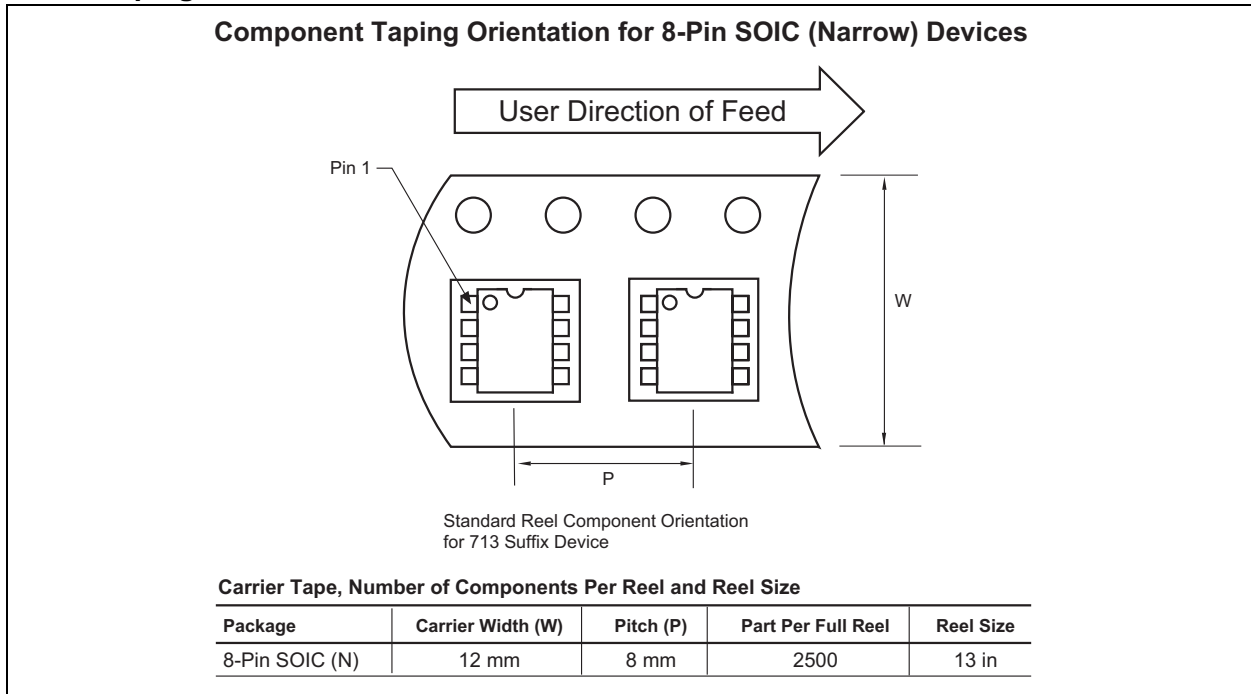 Component Taping Orientation for 8-Pin SOIC (Narrow) Devices
User Direction of Feed
Pin 1
W
P
Standard Reel Component Orientation
for 713 Suffix Device
Carrier Tape, Number of Components Per Reel and Reel Size
Package Carrier Width (W) Pitch (P) Part Per Full Reel Reel Size
8-Pin SOIC (N) 12 mm 8 mm 2500 13 in